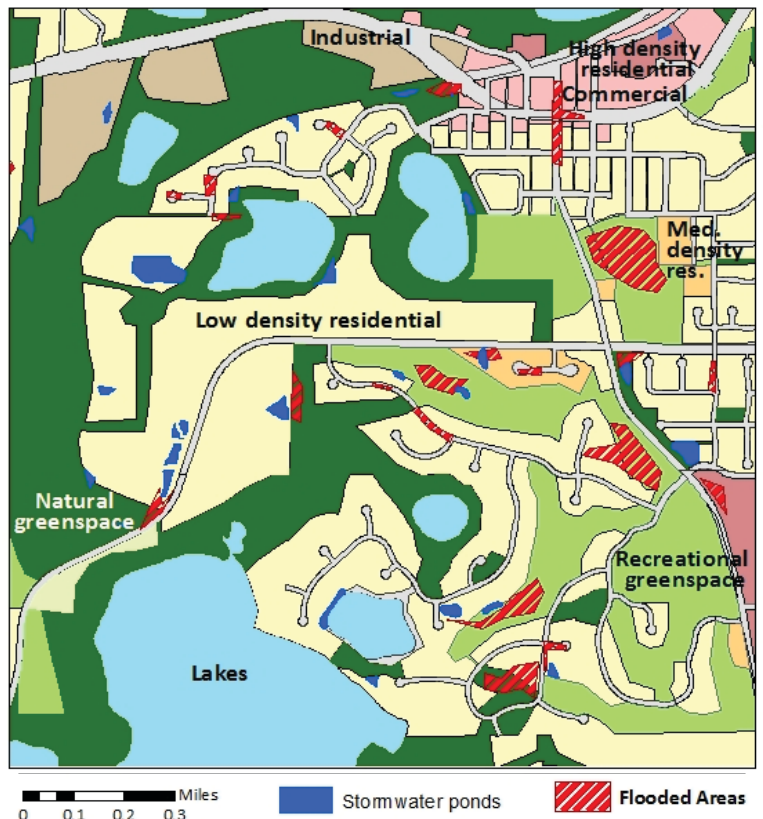 Industrial
High density
residential
Commercial
Med.
density
res.
Low density residential
Natural
greenspace
Recreational
greenspace
Lakes
Miles
0 0.1 0.2 0.3
Stormwater ponds
Flooded Areas